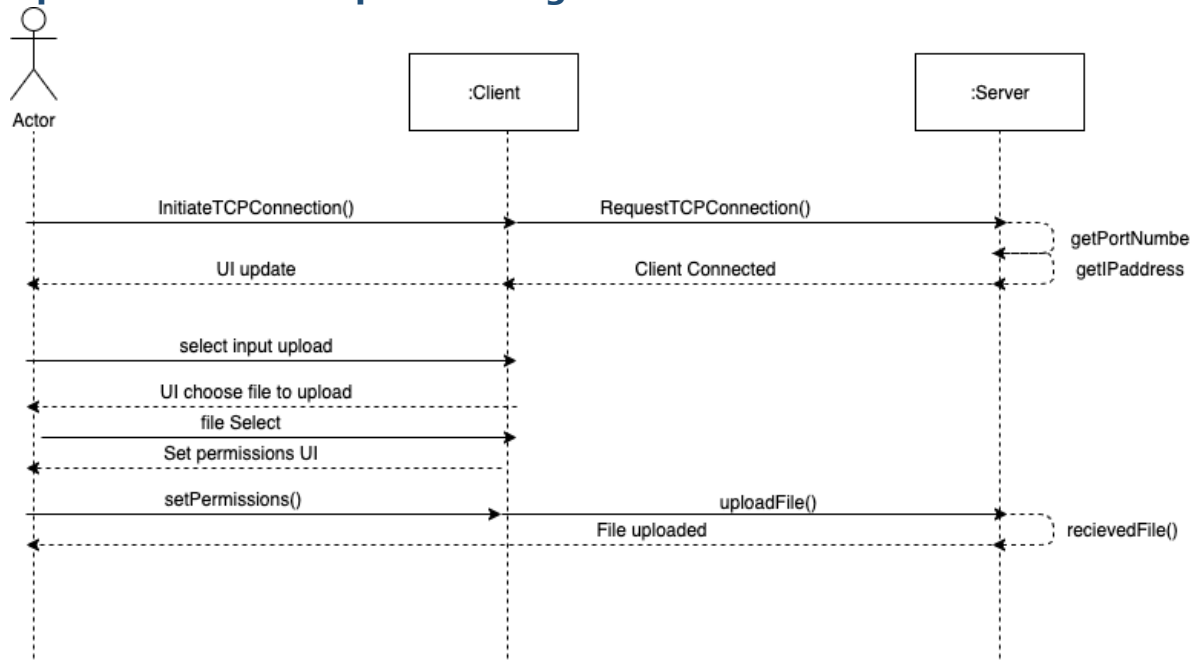 Actor
:Client
:Server
InitiateTCPConnection()
RequestTCPConnection()
getPortNumbe
UI update
Client Connected
getIPaddress
select input upload
UI choose file to upload
file Select
Set permissions UI
setPermissions()
uploadFile()
File uploaded
recievedFile()